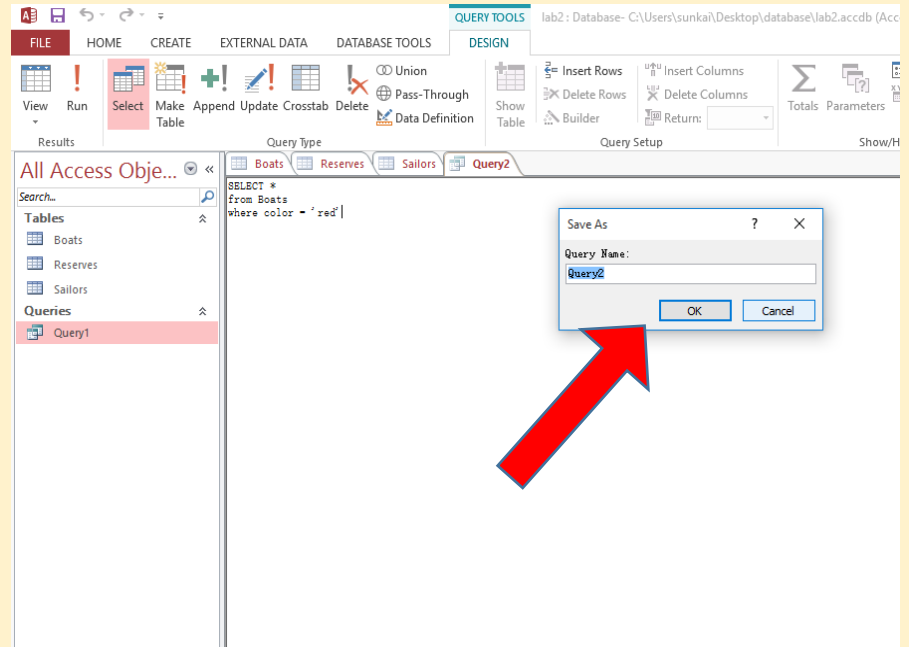 QUERY TOOLS lab2 : Database- C:\Users\sunkai\Desktop\database\lab2.accdb (Acc
FILE HOME CREATE EXTERNAL DATA DATABASE TOOLS DESIGN
View Run Select Make Table Append Update Crosstab Delete
Union
Pass-Through
Data Definition
Show Table
Insert Rows
Delete Rows
Builder
Insert Columns
Delete Columns
Return:
Totals Parameters
Results Query Type Query Setup Show/H
All Access Obje... «
Search...
Tables
Boats
Reserves
Sailors
Queries
Query1
Boats Reserves Sailors Query2
SELECT *
from Boats
where color = 'red'
Save As ?
Query Name:
Query2
OK Cancel